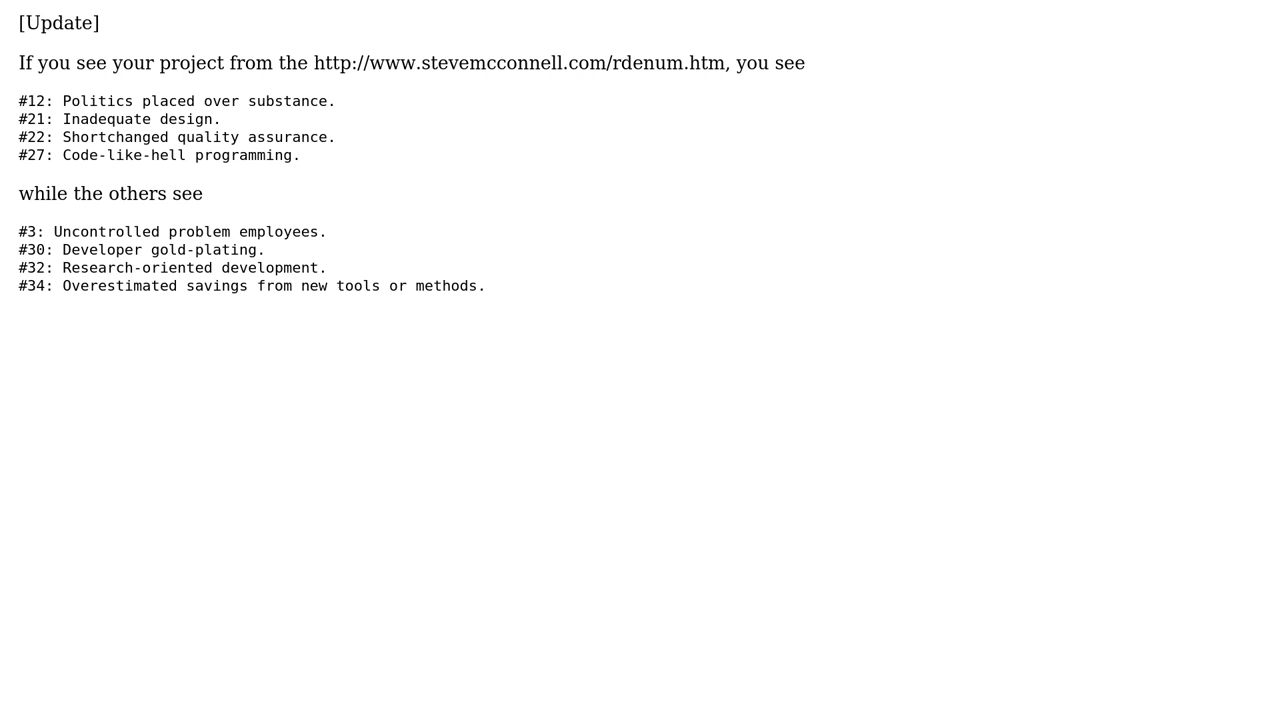 [Update]
If you see your project from the http://www.stevemcconnell.com/rdenum.htm, you see
#12: Politics placed over substance.
#21: Inadequate design.
#22: Shortchanged quality assurance.
#27: Code-like-hell programming.
while the others see
#3: Uncontrolled problem employees.
#30: Developer gold-plating.
#32: Research-oriented development.
#34: Overestimated savings from new tools or methods.